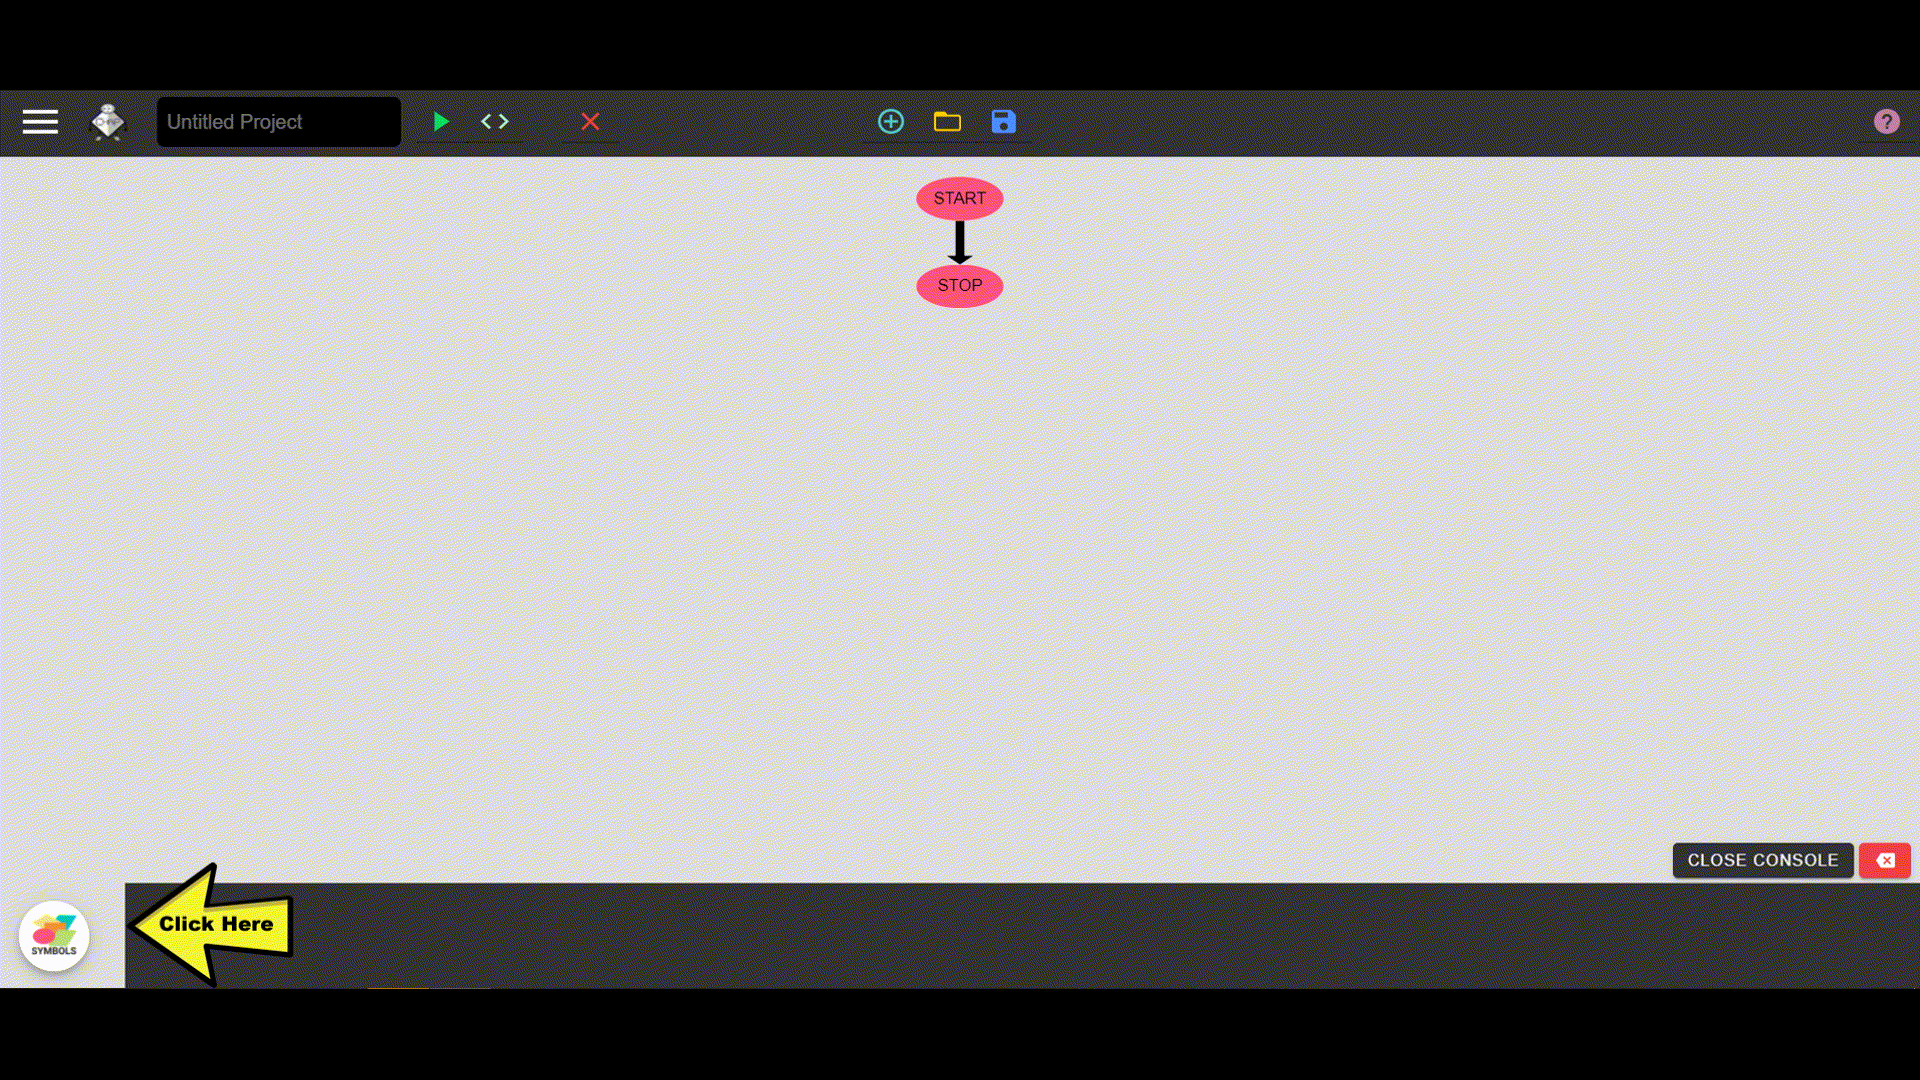 Untitled Project
START
STOP
CLOSE CONSOLE
Click Here
SYMBOLS